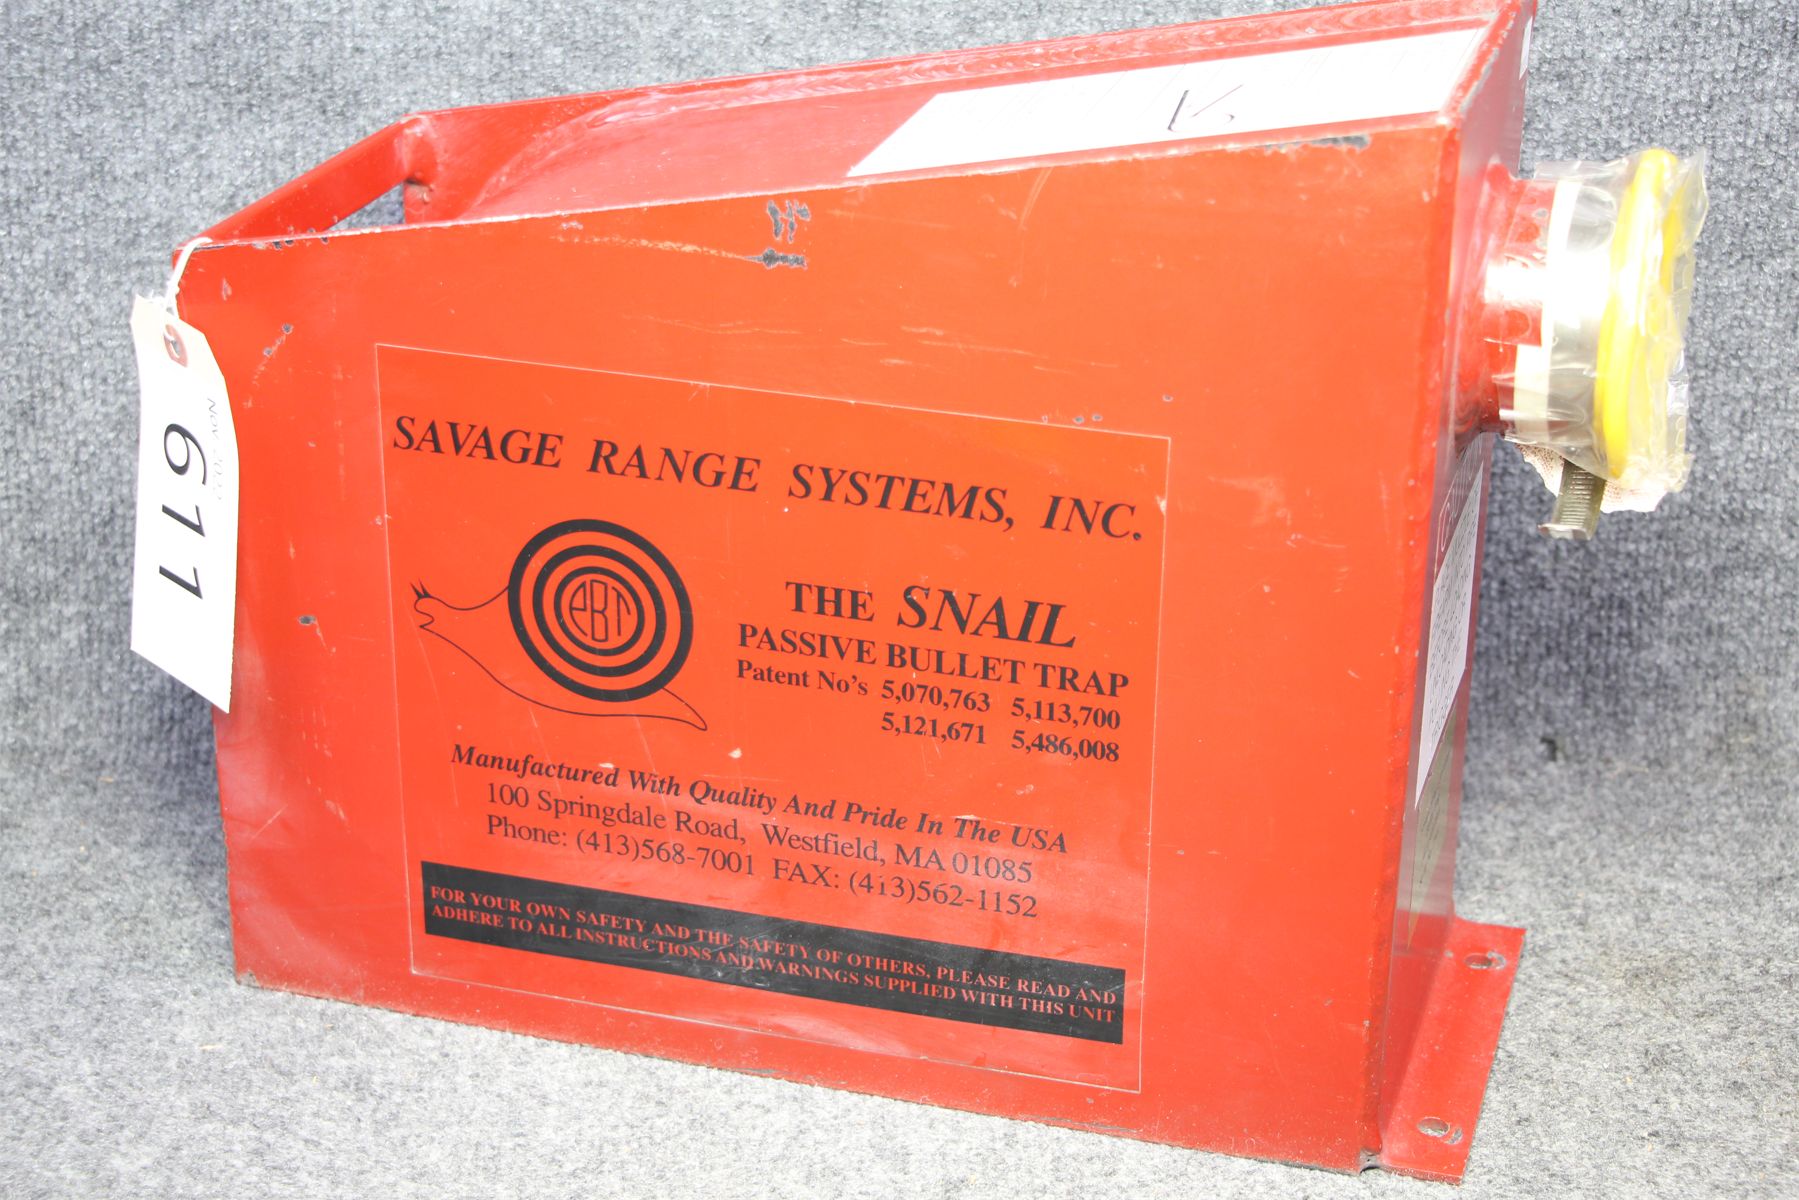 SAVAGE RANGE SYSTEMS, INC.
PBT
THE SNAIL
PASSIVE BULLET TRAP
Patent No's 5,070,763 5,113,700
5,121,671 5,486,008
Manufactured With Quality And Pride In The USA
100 Springdale Road, Westfield, MA 01085
Phone: (413)568-7001 FAX: (413)562-1152
FOR YOUR OWN SAFETY AND THE SAFETY OF OTHERS, PLEASE READ AND
ADHERE TO ALL INSTRUCTIONS AND WARNINGS SUPPLIED WITH THIS UNIT
NOV 2022
611